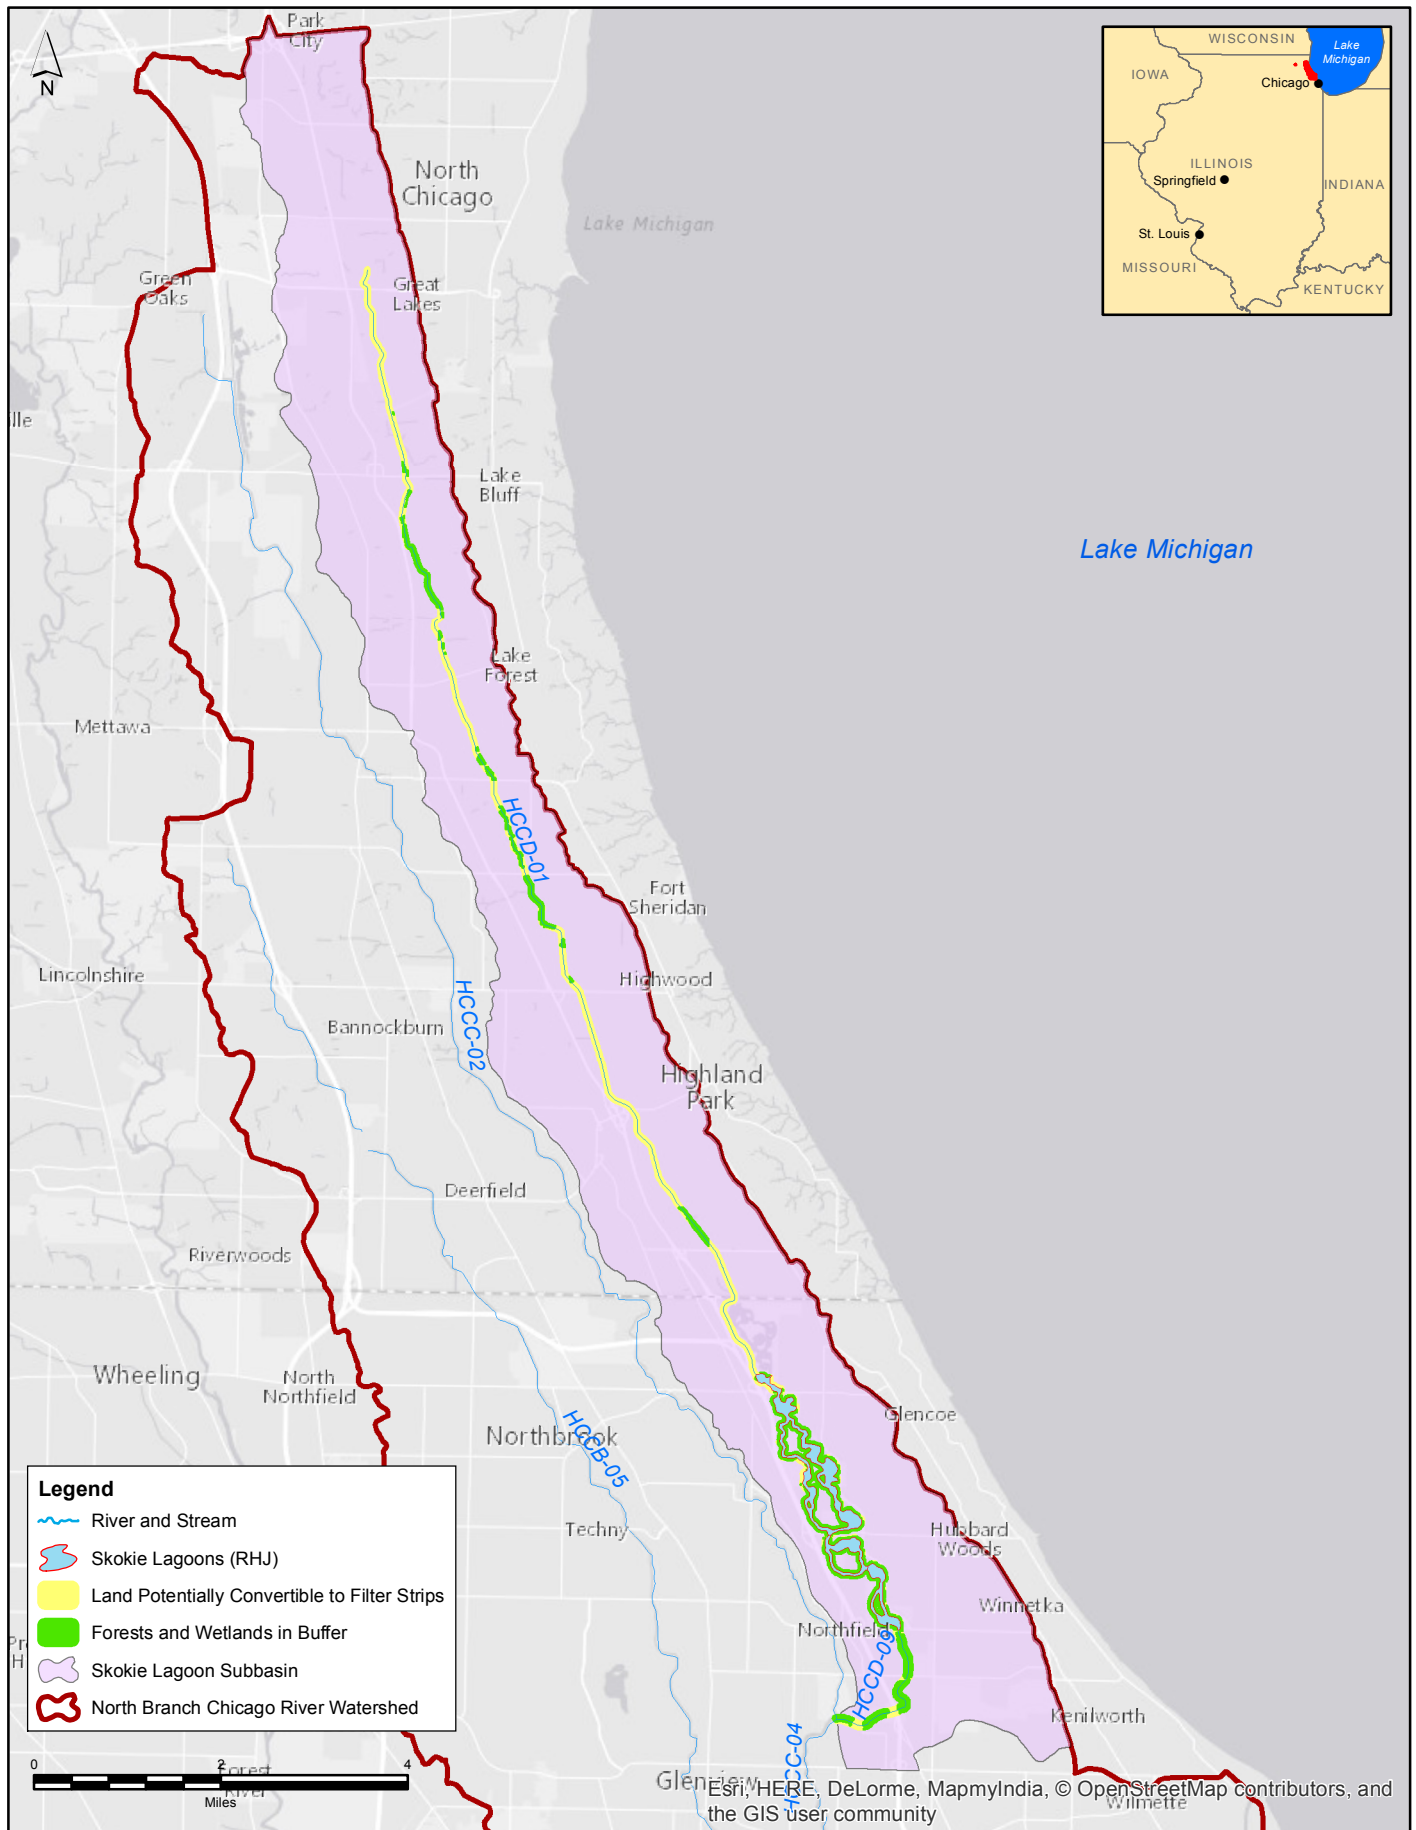 Park
City
N
North
Chicago
Lake Michigan
Green
Oaks
Great
Lakes
ille
Lake
Bluff
Lake Michigan
Lake
Forest
Mettawa
HCCD-01
Fort
Sheridan
Lincolnshire
Highwood
HCCC-02
Bannockburn
Highland
Park
Deerfield
Riverwoods
Wheeling
North
Northfield
Glencoe
Northbrook
HCCB-05
Techny
Hubbard
Woods
Winnetka
Northfield
HCCD-09
Kenilworth
HCCC-04
Glenview
Wilmette
Forest
River
Pr
H
WISCONSIN
Lake
Michigan
IOWA
Chicago
ILLINOIS
Springfield
INDIANA
St. Louis
MISSOURI
KENTUCKY
Legend
River and Stream
Skokie Lagoons (RHJ)
Land Potentially Convertible to Filter Strips
Forests and Wetlands in Buffer
Skokie Lagoon Subbasin
North Branch Chicago River Watershed
0 2 4
Miles
Esri, HERE, DeLorme, MapmyIndia, © OpenStreetMap contributors, and
the GIS user community